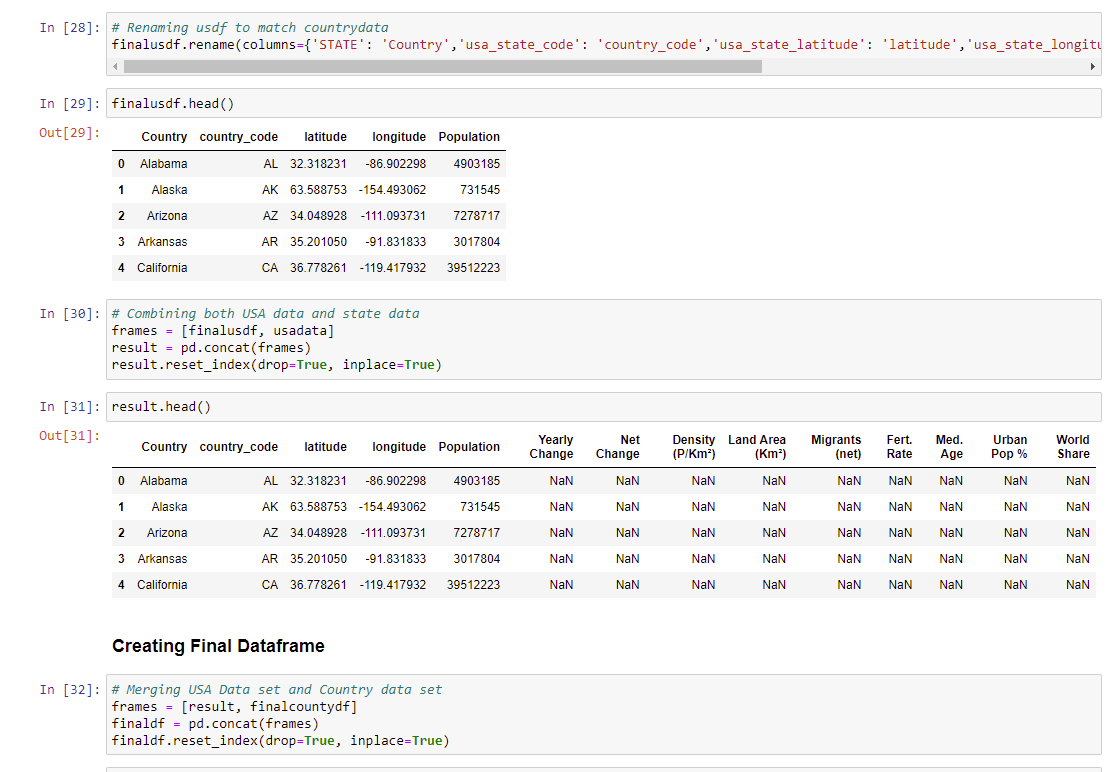 In [28]: # Renaming usdf to match countrydata
finalusdf.rename(columns={'STATE': 'Country','usa_state_code': 'country_code','usa_state_latitude': 'latitude','usa_state_longitu
In [29]: finalusdf.head()
Out[29]:
Country country_code latitude longitude Population
0 Alabama AL 32.318231 -86.902298 4903185
1 Alaska AK 63.588753 -154.493062 731545
2 Arizona AZ 34.048928 -111.093731 7278717
3 Arkansas AR 35.201050 -91.831833 3017804
4 California CA 36.778261 -119.417932 39512223
In [30]: # Combining both USA data and state data
frames = [finalusdf, usadata]
result = pd.concat(frames)
result.reset_index(drop=True, inplace=True)
In [31]: result.head()
Out[31]:
Country country_code latitude longitude Population Yearly Change Net Change Density (P/Km²) Land Area (Km²) Migrants (net) Fert. Rate Med. Age Urban Pop % World Share
0 Alabama AL 32.318231 -86.902298 4903185 NaN NaN NaN NaN NaN NaN NaN NaN NaN
1 Alaska AK 63.588753 -154.493062 731545 NaN NaN NaN NaN NaN NaN NaN NaN NaN
2 Arizona AZ 34.048928 -111.093731 7278717 NaN NaN NaN NaN NaN NaN NaN NaN NaN
3 Arkansas AR 35.201050 -91.831833 3017804 NaN NaN NaN NaN NaN NaN NaN NaN NaN
4 California CA 36.778261 -119.417932 39512223 NaN NaN NaN NaN NaN NaN NaN NaN NaN
Creating Final Dataframe
In [32]: # Merging USA Data set and Country data set
frames = [result, finalcountydf]
finaldf = pd.concat(frames)
finaldf.reset_index(drop=True, inplace=True)